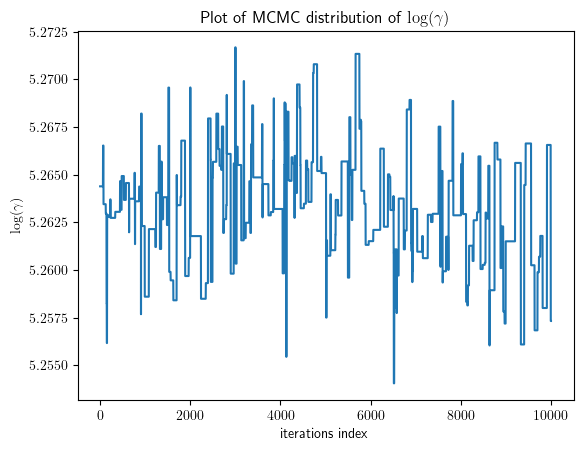 Plot of MCMC distribution of log(γ)
5.2725
5.2700
5.2675
5.2650
5.2625
5.2600
5.2575
5.2550
log(γ)
0 2000 4000 6000 8000 10000
iterations index